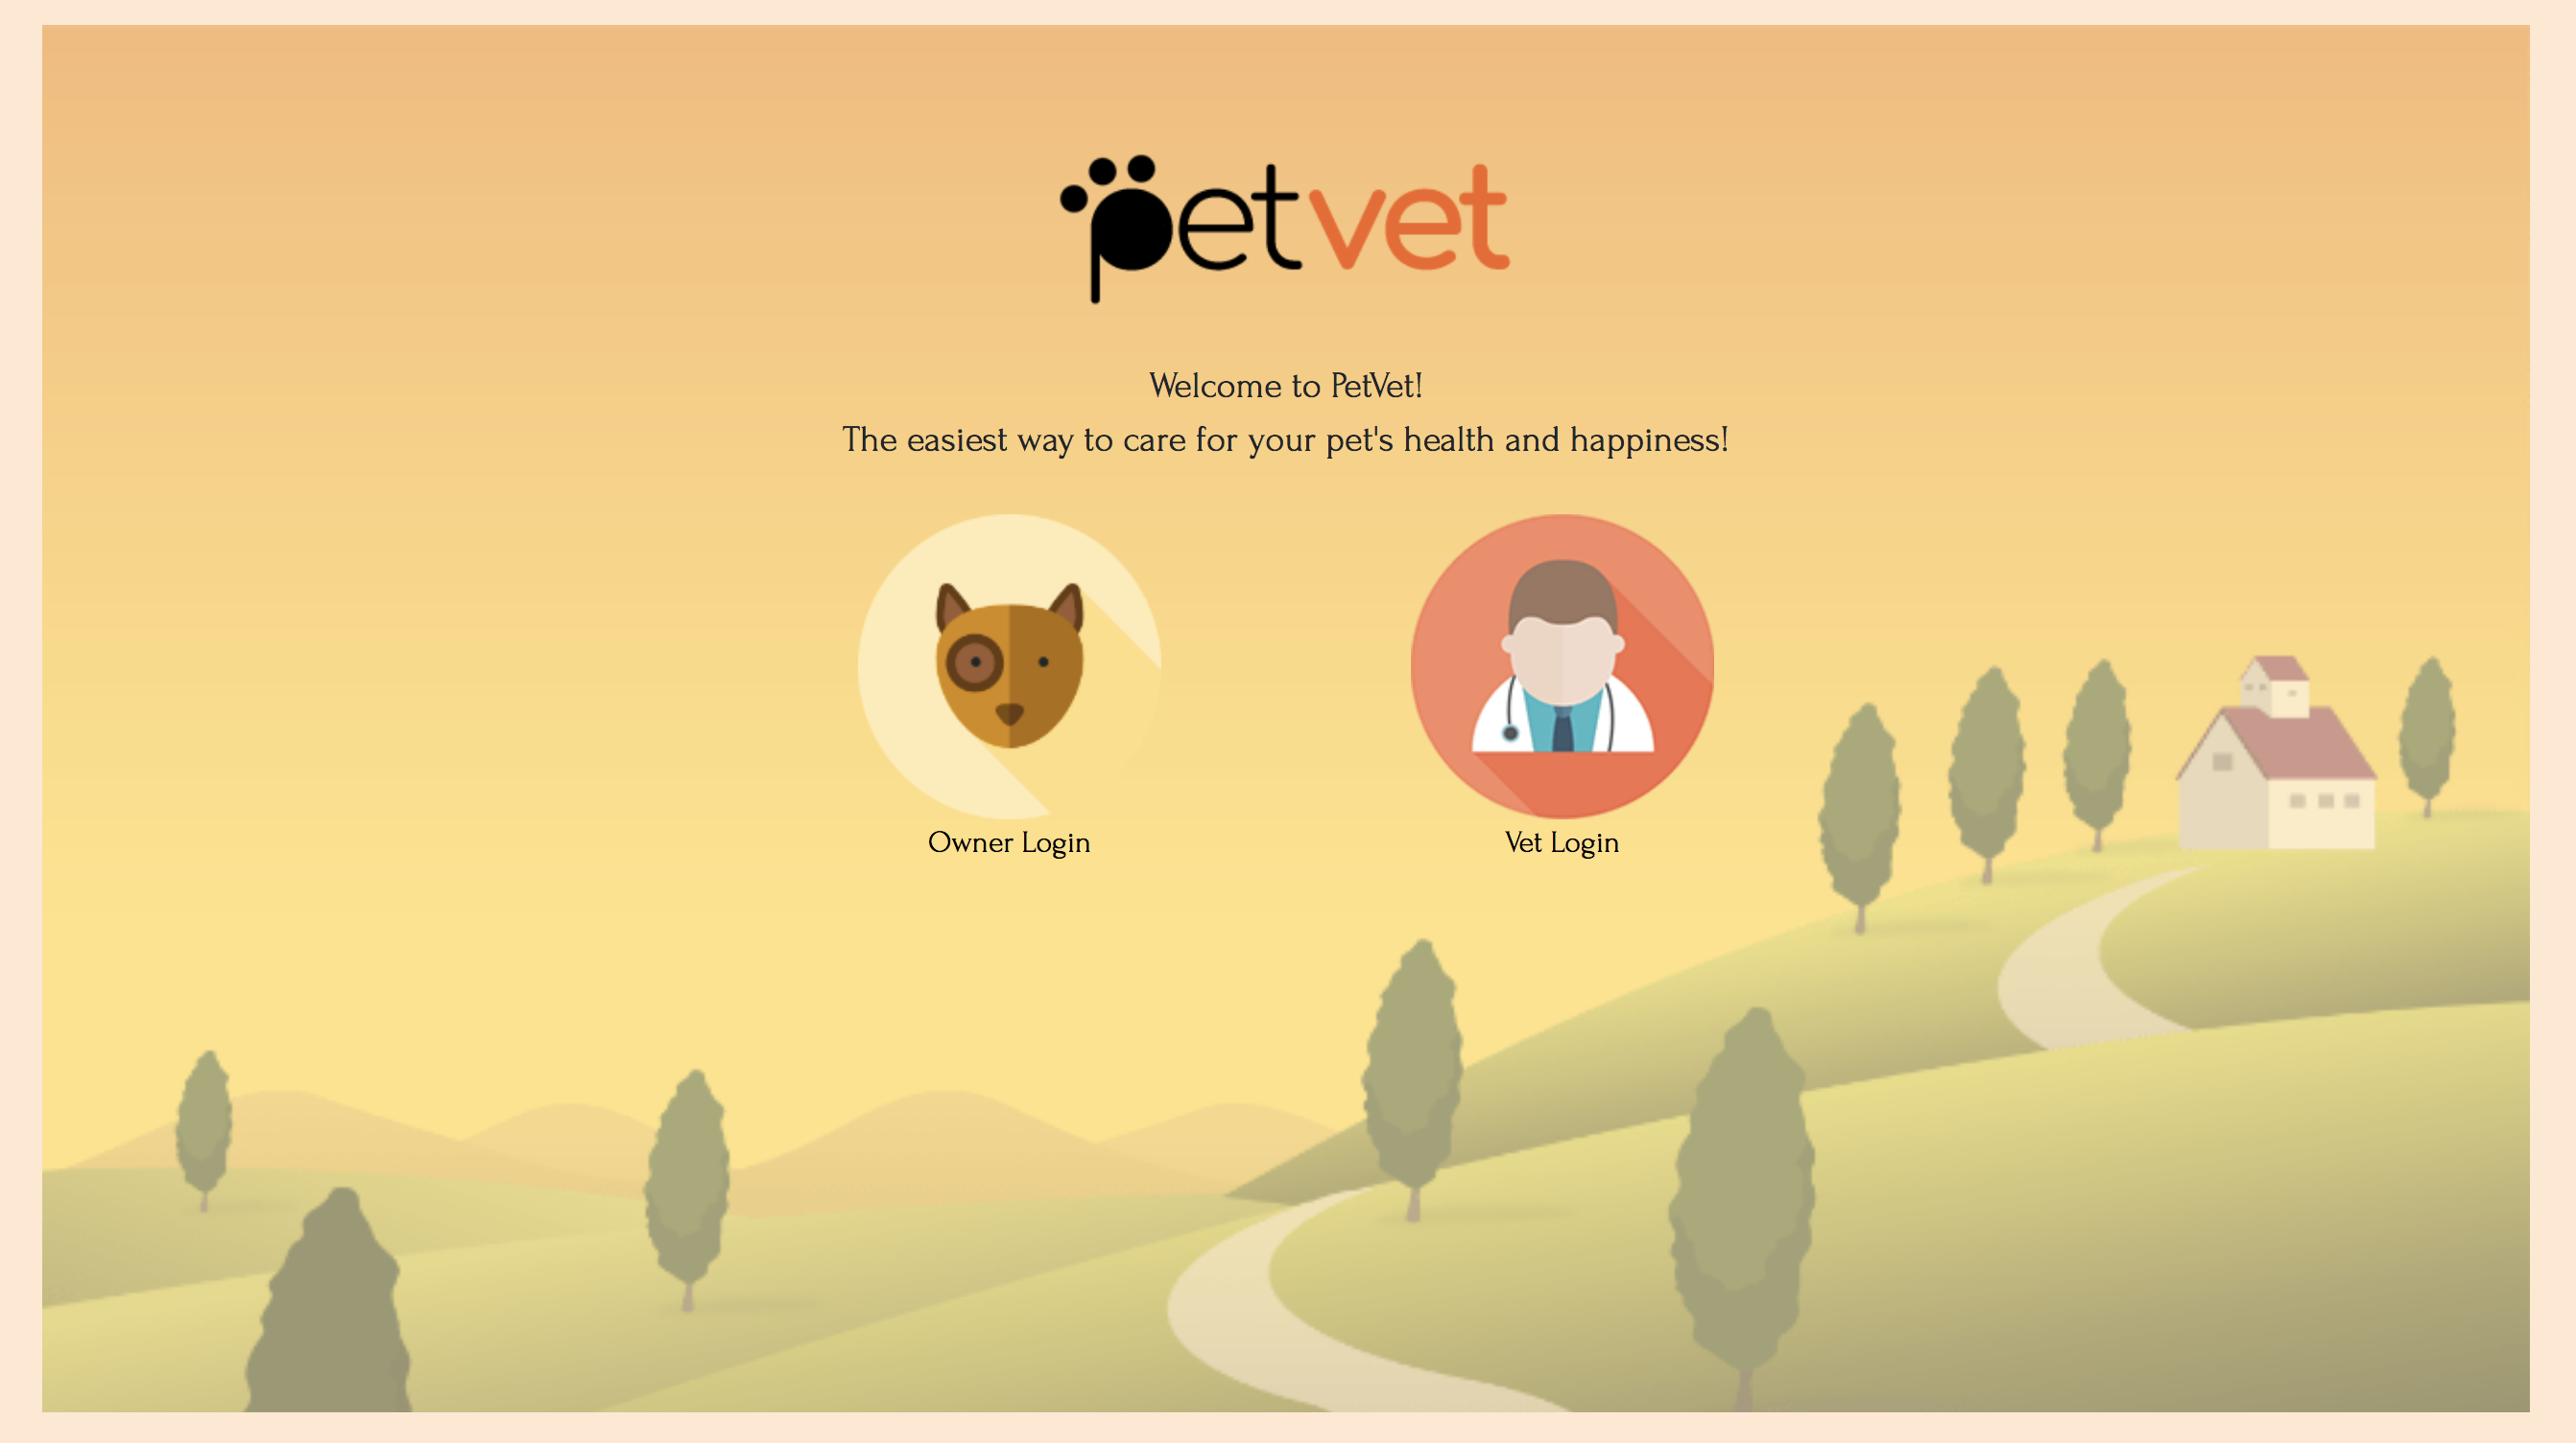 petvet
Welcome to PetVet!
The easiest way to care for your pet's health and happiness!
Owner Login
Vet Login